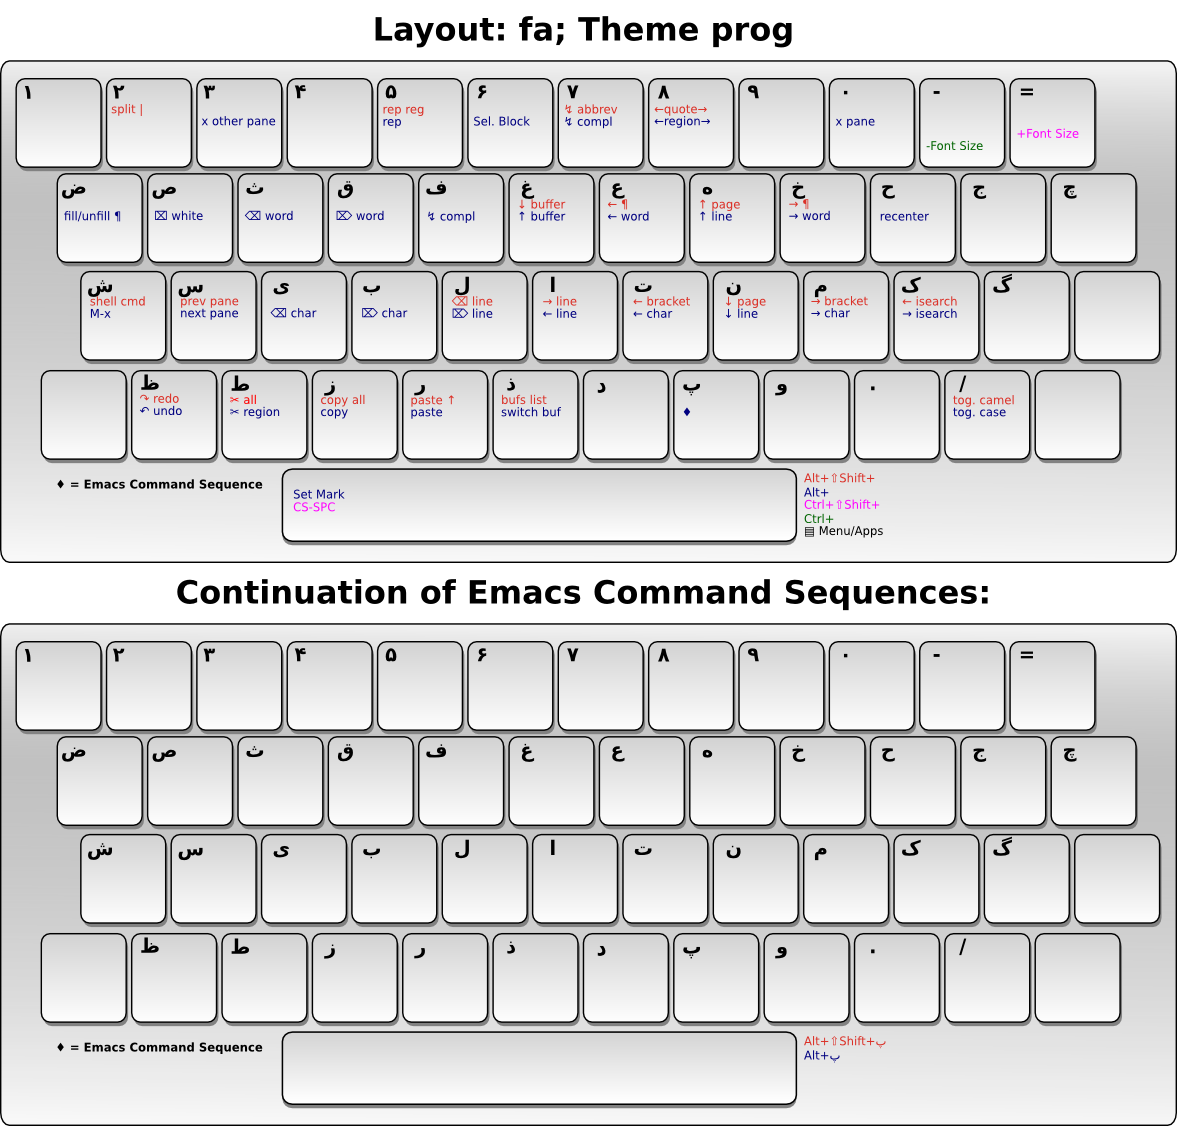 Layout: fa; Theme prog
۱ ۲ ۳ ۴ ۵ ۶ ۷ ۸ ۹ ۰ - =
split | rep reg ↯ abbrev ←quote→
x other pane rep Sel. Block ↯ compl ←region→ x pane
+Font Size
-Font Size
ض ص ث ق ف غ ع ه خ ح ج چ
↓ buffer ← ¶ ↑ page → ¶
fill/unfill ¶ ⌧ white ⌫ word ⌦ word ↯ compl ↑ buffer ← word ↑ line → word recenter
ش س ی ب ل ا ت ن م ک گ
shell cmd prev pane ⌫ line → line ← bracket ↓ page → bracket ← isearch
M-x next pane ⌫ char ⌦ char ⌦ line ← line ← char ↓ line → char → isearch
ظ ط ز ر ذ د پ و . /
↷ redo ✂ all copy all paste ↑ bufs list tog. camel
↶ undo ✂ region copy paste switch buf ♦ tog. case
♦ = Emacs Command Sequence
Set Mark
CS-SPC
Alt+⇧Shift+
Alt+
Ctrl+⇧Shift+
Ctrl+
▤ Menu/Apps
Continuation of Emacs Command Sequences:
۱ ۲ ۳ ۴ ۵ ۶ ۷ ۸ ۹ ۰ - =
ض ص ث ق ف غ ع ه خ ح ج چ
ش س ی ب ل ا ت ن م ک گ
ظ ط ز ر ذ د پ و . /
♦ = Emacs Command Sequence
Alt+⇧Shift+پ
Alt+پ